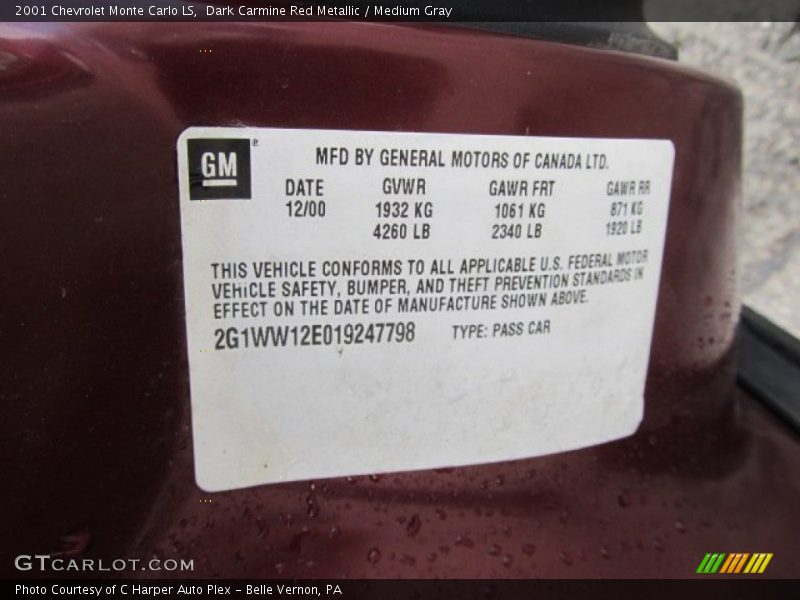 2001 Chevrolet Monte Carlo LS, Dark Carmine Red Metallic / Medium Gray
GM
MFD BY GENERAL MOTORS OF CANADA LTD.
DATE GVWR GAWR FRT GAWR RR
12/00 1932 KG 1061 KG 871 KG
4260 LB 2340 LB 1920 LB
THIS VEHICLE CONFORMS TO ALL APPLICABLE U.S. FEDERAL MOTOR
VEHICLE SAFETY, BUMPER, AND THEFT PREVENTION STANDARDS IN
EFFECT ON THE DATE OF MANUFACTURE SHOWN ABOVE.
2G1WW12E019247798 TYPE: PASS CAR
GTCARLOT.COM
Photo Courtesy of C Harper Auto Plex - Belle Vernon, PA